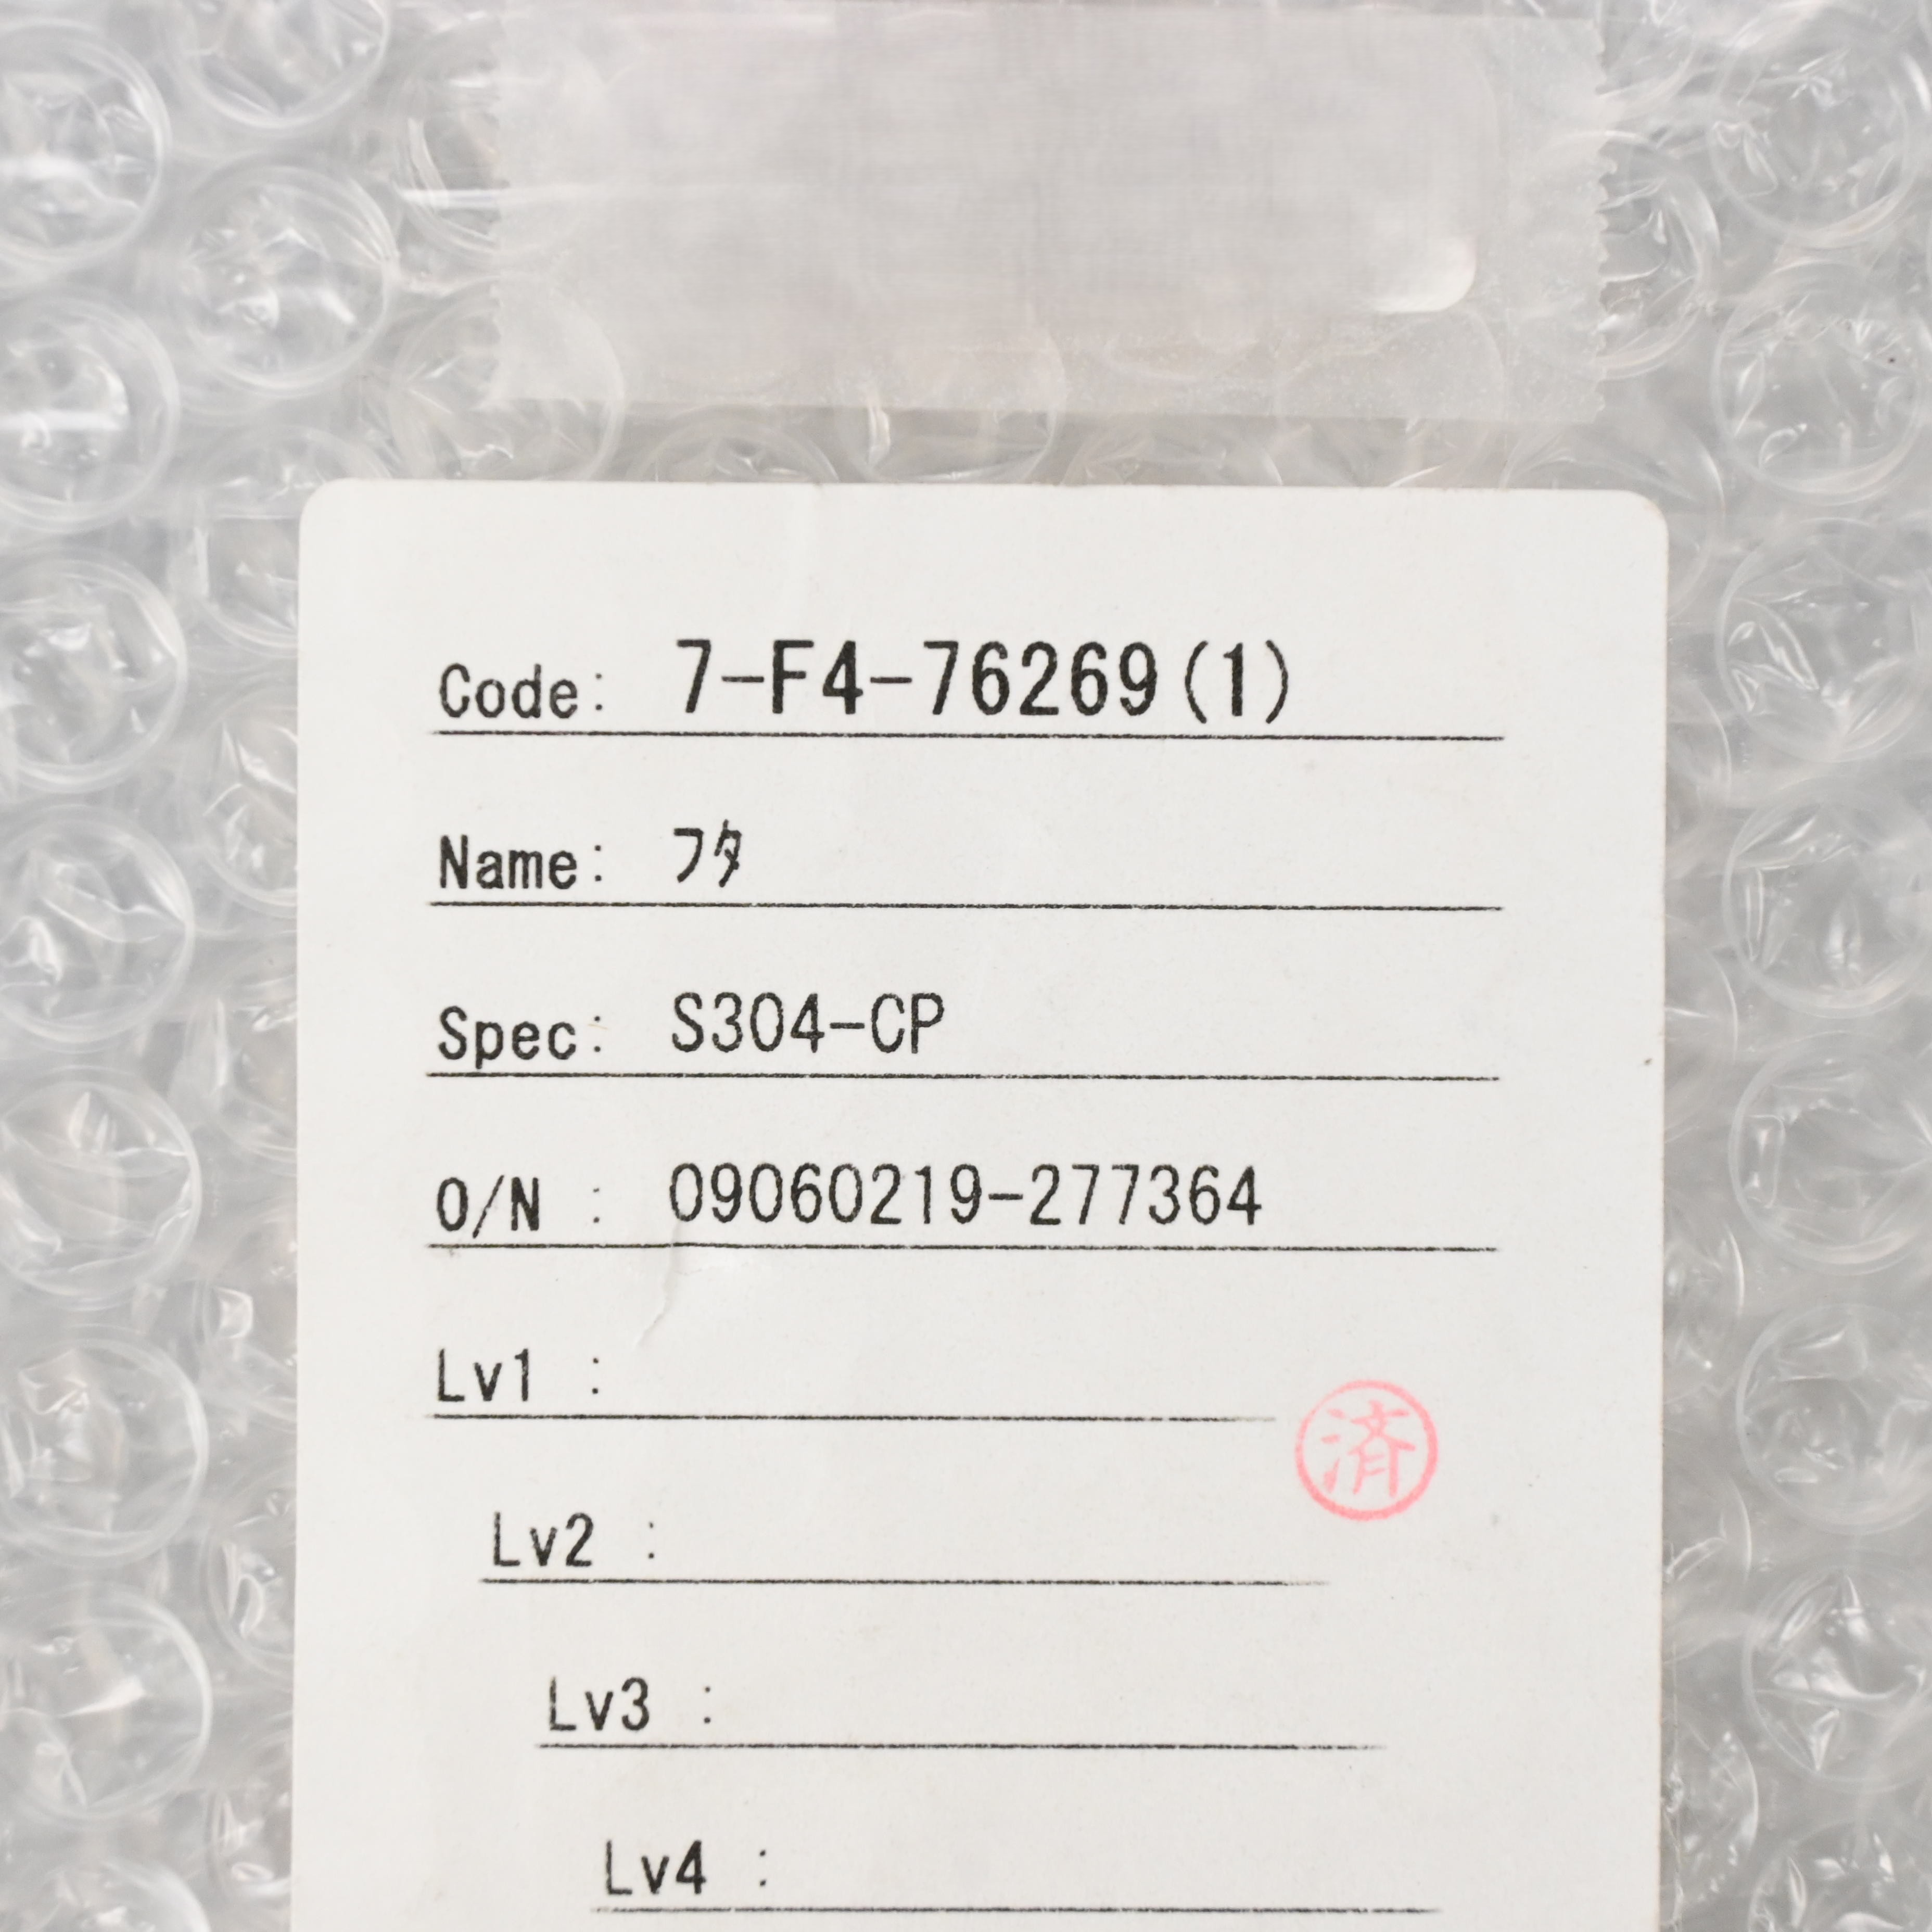 Code: 7-F4-76269(1)
Name: フタ
Spec: S304-CP
O/N : 09060219-277364
Lv1 :
済
Lv2 :
Lv3 :
Lv4 :